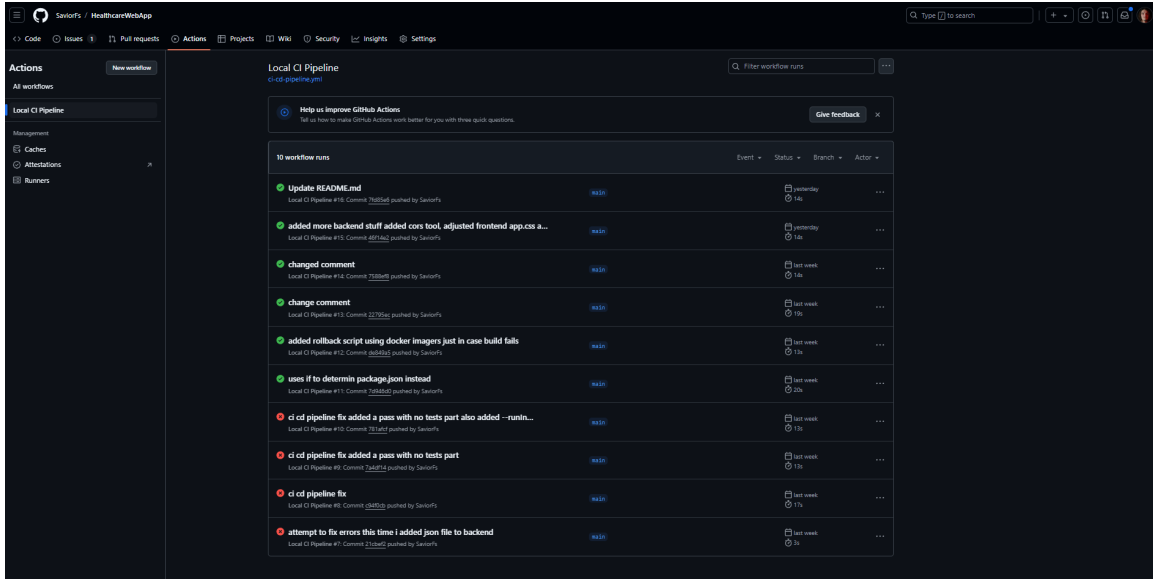 SaviorFs / HealthcareWebApp
Type / to search
Code
Issues 1
Pull requests
Actions
Projects
Wiki
Security
Insights
Settings
Actions
New workflow
All workflows
Local CI Pipeline
Management
Caches
Attestations
Runners
Local CI Pipeline
ci-cd-pipeline.yml
Filter workflow runs
Help us improve GitHub Actions
Tell us how to make GitHub Actions work better for you with three quick questions.
Give feedback
10 workflow runs
Event
Status
Branch
Actor
Update README.md
Local CI Pipeline #16: Commit 7fd85e6 pushed by SaviorFs
main
yesterday
14s
added more backend stuff added cors tool, adjusted frontend app.css a...
Local CI Pipeline #15: Commit 46f14e2 pushed by SaviorFs
main
yesterday
14s
changed comment
Local CI Pipeline #14: Commit 7588ef8 pushed by SaviorFs
main
last week
14s
change comment
Local CI Pipeline #13: Commit 22795ec pushed by SaviorFs
main
last week
19s
added rollback script using docker imagers just in case build fails
Local CI Pipeline #12: Commit de849a5 pushed by SaviorFs
main
last week
13s
uses if to determin package.json instead
Local CI Pipeline #11: Commit 7d946d0 pushed by SaviorFs
main
last week
20s
ci cd pipeline fix added a pass with no tests part also added --runIn...
Local CI Pipeline #10: Commit 781afcf pushed by SaviorFs
main
last week
13s
ci cd pipeline fix added a pass with no tests part
Local CI Pipeline #9: Commit 7a4df14 pushed by SaviorFs
main
last week
13s
ci cd pipeline fix
Local CI Pipeline #8: Commit c94f0cb pushed by SaviorFs
main
last week
17s
attempt to fix errors this time i added json file to backend
Local CI Pipeline #7: Commit 21cbef2 pushed by SaviorFs
main
last week
3s